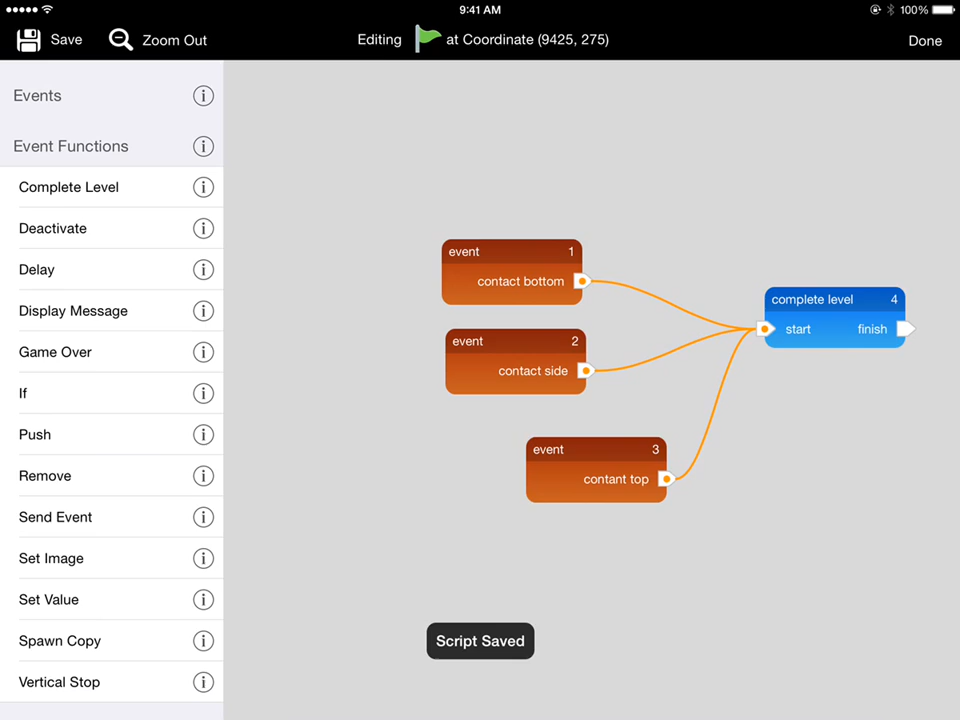 9:41 AM
100%
Save
Zoom Out
Editing at Coordinate (9425, 275)
Done
Events
Event Functions
Complete Level
Deactivate
Delay
Display Message
Game Over
If
Push
Remove
Send Event
Set Image
Set Value
Spawn Copy
Vertical Stop
event 1
contact bottom
event 2
contact side
event 3
contant top
complete level 4
start finish
Script Saved